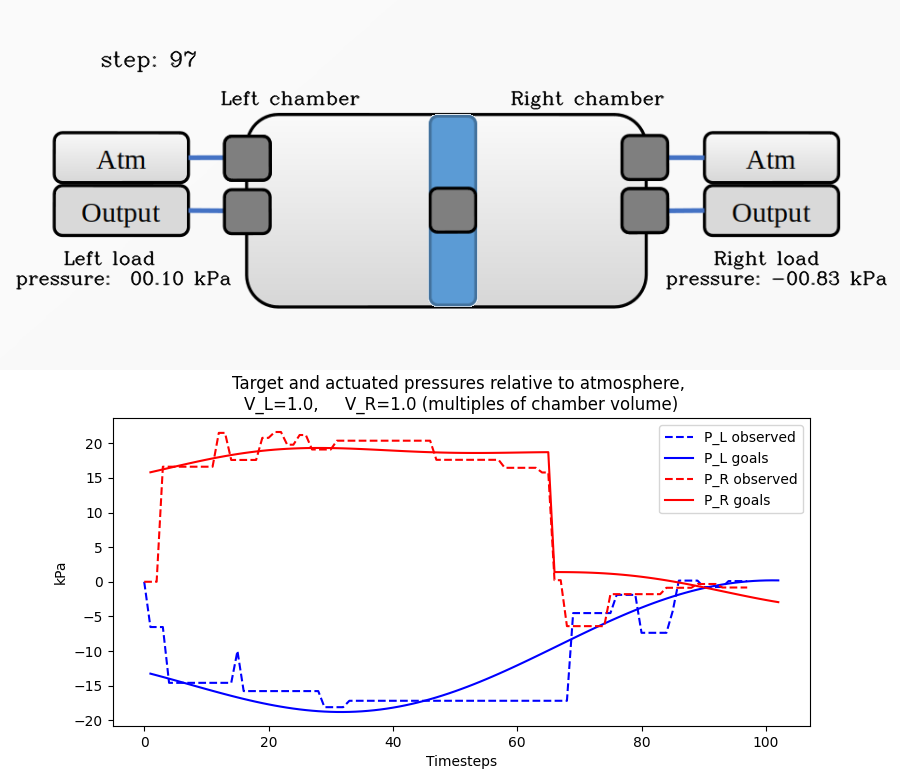 step: 97
Left chamber
Right chamber
Atm
Atm
Output
Output
Left load
pressure: 00.10 kPa
Right load
pressure: −00.83 kPa
Target and actuated pressures relative to atmosphere,
V_L=1.0, V_R=1.0 (multiples of chamber volume)
P_L observed
P_L goals
P_R observed
P_R goals
20
15
10
5
0
−5
−10
−15
−20
kPa
0 20 40 60 80 100
Timesteps